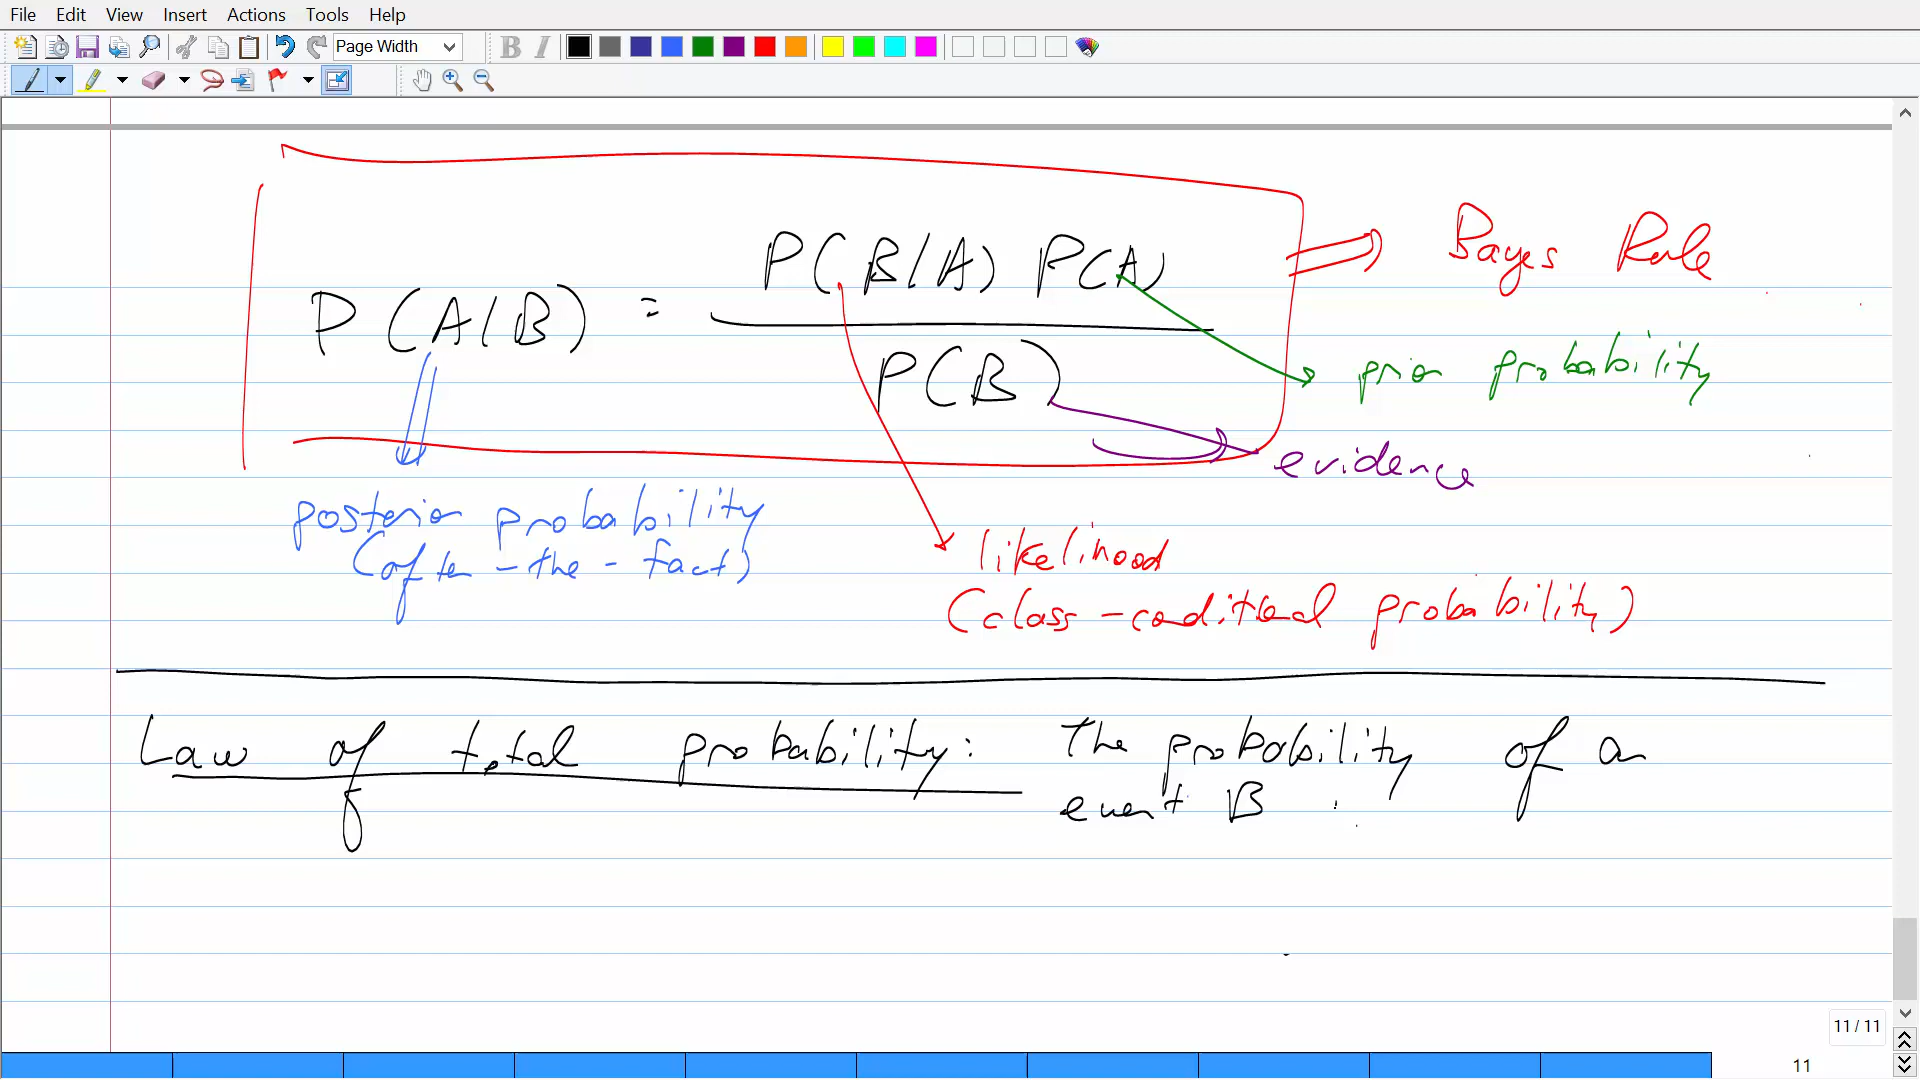 File Edit View Insert Actions Tools Help
Page Width B I
P(B/A) P(A) ⇒ Bayes Rule
P(A/B) =
P(B)
prior probability
evidence
posterior probability
(after-the-fact)
likelihood
(class-conditional probability)
Law of total probability: The probability of an
event B
11 / 11
11